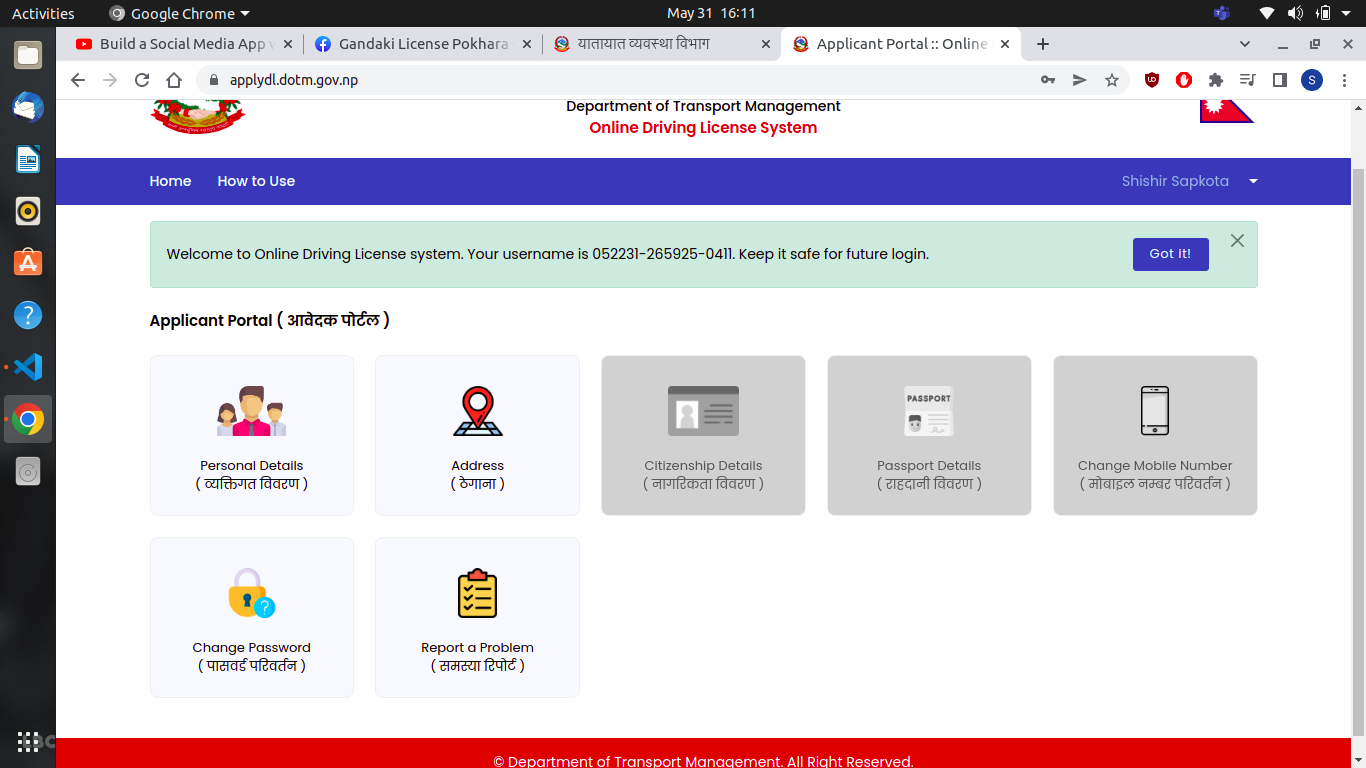 Activities
Google Chrome
May 31 16:11
Build a Social Media App
Gandaki License Pokhara
यातायात व्यवस्था विभाग
Applicant Portal :: Online
applydl.dotm.gov.np
S
Department of Transport Management
Online Driving License System
Home
How to Use
Shishir Sapkota
Welcome to Online Driving License system. Your username is 052231-265925-0411. Keep it safe for future login.
Got it!
Applicant Portal ( आवेदक पोर्टल )
PASSPORT
Personal Details
( व्यक्तिगत विवरण )
Address
( ठेगाना )
Citizenship Details
( नागरिकता विवरण )
Passport Details
( राहदानी विवरण )
Change Mobile Number
( मोबाइल नम्बर परिवर्तन )
Change Password
( पासवर्ड परिवर्तन )
Report a Problem
( समस्या रिपोर्ट )
© Department of Transport Management. All Right Reserved.